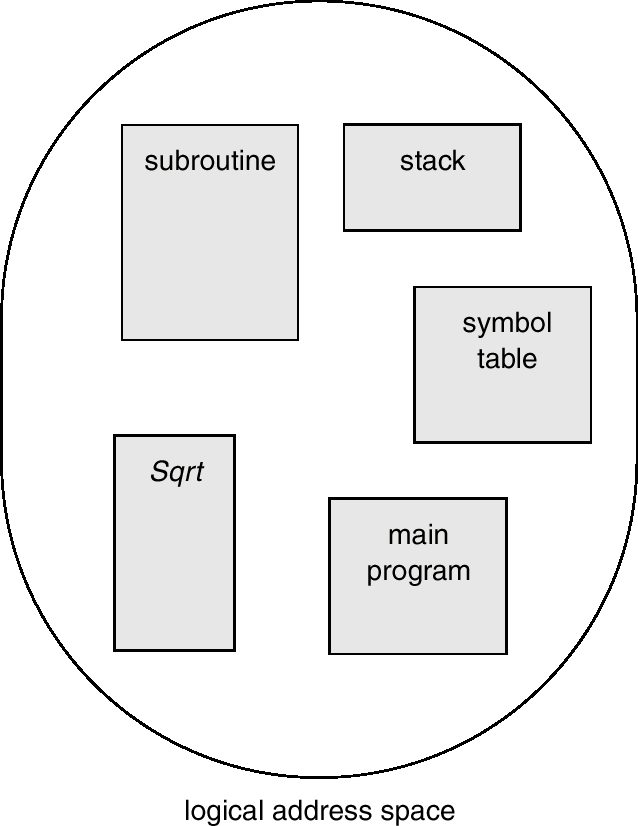 subroutine
stack
symbol
table
Sqrt
main
program
logical address space